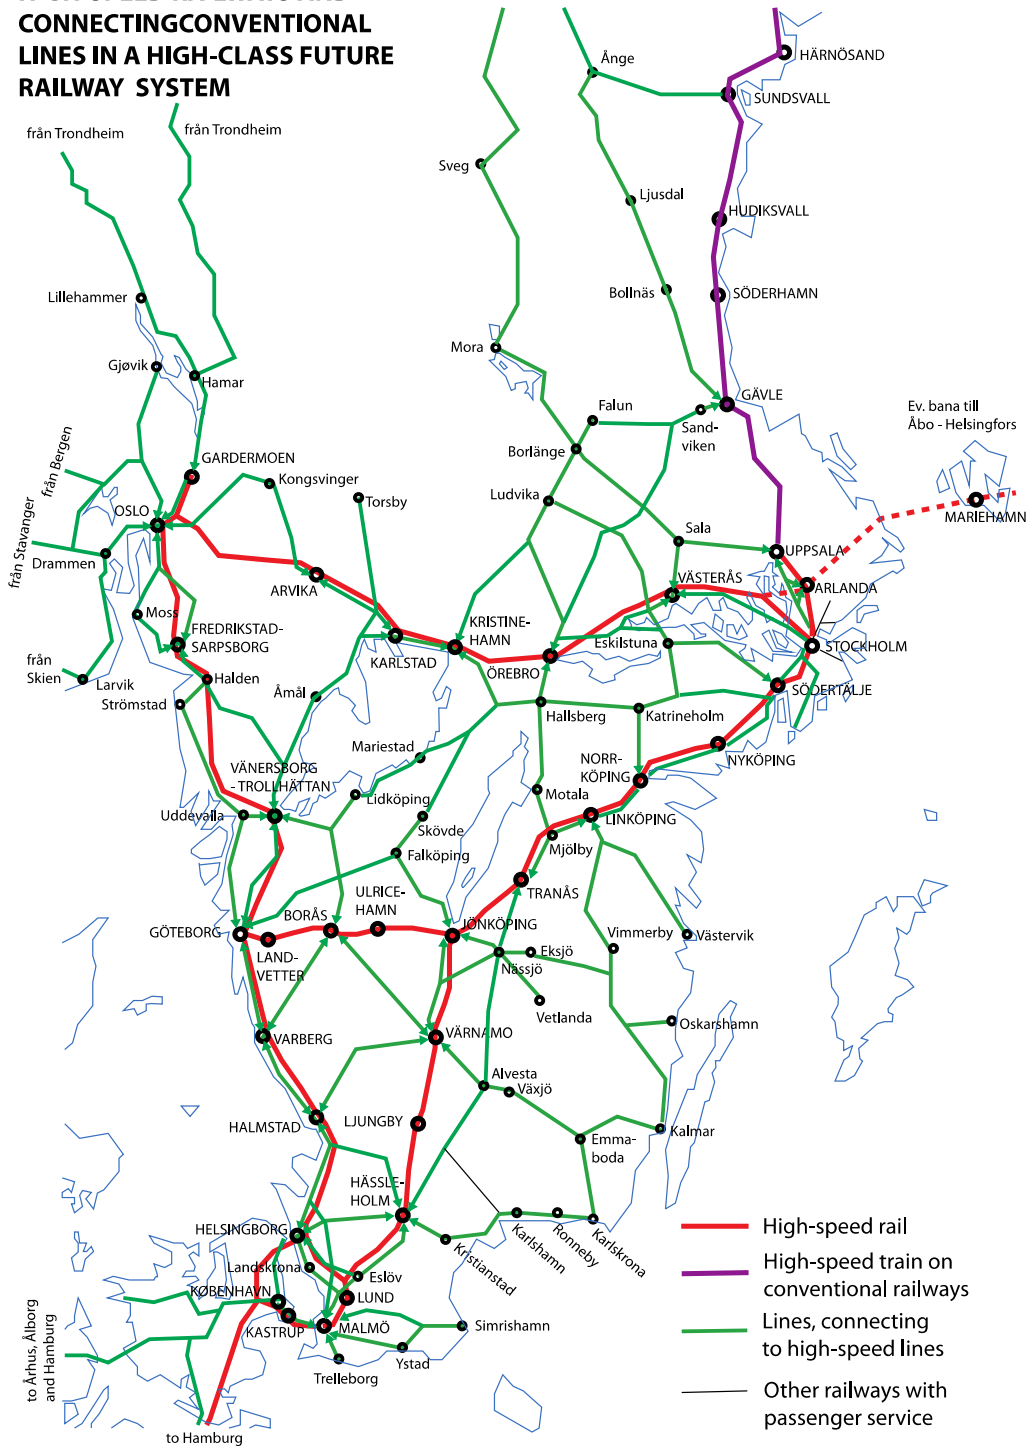 CONNECTINGCONVENTIONAL
LINES IN A HIGH-CLASS FUTURE
RAILWAY SYSTEM
från Trondheim
från Trondheim
Ånge
HÄRNÖSAND
SUNDSVALL
Sveg
Ljusdal
HUDIKSVALL
Lillehammer
Bollnäs
SÖDERHAMN
Gjøvik
Hamar
Mora
GÄVLE
Falun
Sand-
viken
Ev. bana till
Åbo - Helsingfors
från Bergen
GARDERMOEN
Kongsvinger
Borlänge
Torsby
Ludvika
OSLO
MARIEHAMN
från Stavanger
Drammen
Sala
UPPSALA
ARVIKA
VÄSTERÅS
ARLANDA
Moss
FREDRIKSTAD-
SARPSBORG
KRISTINE-
HAMN
KARLSTAD
ÖREBRO
Eskilstuna
STOCKHOLM
från
Skien
Larvik
Halden
Åmål
SÖDERTÄLJE
Strömstad
Hallsberg
Katrineholm
Mariestad
NORR-
KÖPING
NYKÖPING
VÄNERSBORG
-TROLLHÄTTAN
Lidköping
Motala
Uddevalla
Skövde
LINKÖPING
Mjölby
Falköping
TRANÅS
ULRICE-
HAMN
BORÅS
GÖTEBORG
JÖNKÖPING
LAND-
VETTER
Vimmerby
Västervik
Eksjö
Nässjö
Vetlanda
Oskarshamn
VARBERG
VÄRNAMO
Alvesta
Växjö
HALMSTAD
LJUNGBY
Emma-
boda
Kalmar
HÄSSLE-
HOLM
HELSINGBORG
Karlshamn
Ronneby
Karlskrona
Kristianstad
Landskrona
Eslöv
KØBENHAVN
LUND
KASTRUP
MALMÖ
Simrishamn
Ystad
Trelleborg
to Århus, Ålborg
and Hamburg
to Hamburg
High-speed rail
High-speed train on
conventional railways
Lines, connecting
to high-speed lines
Other railways with
passenger service